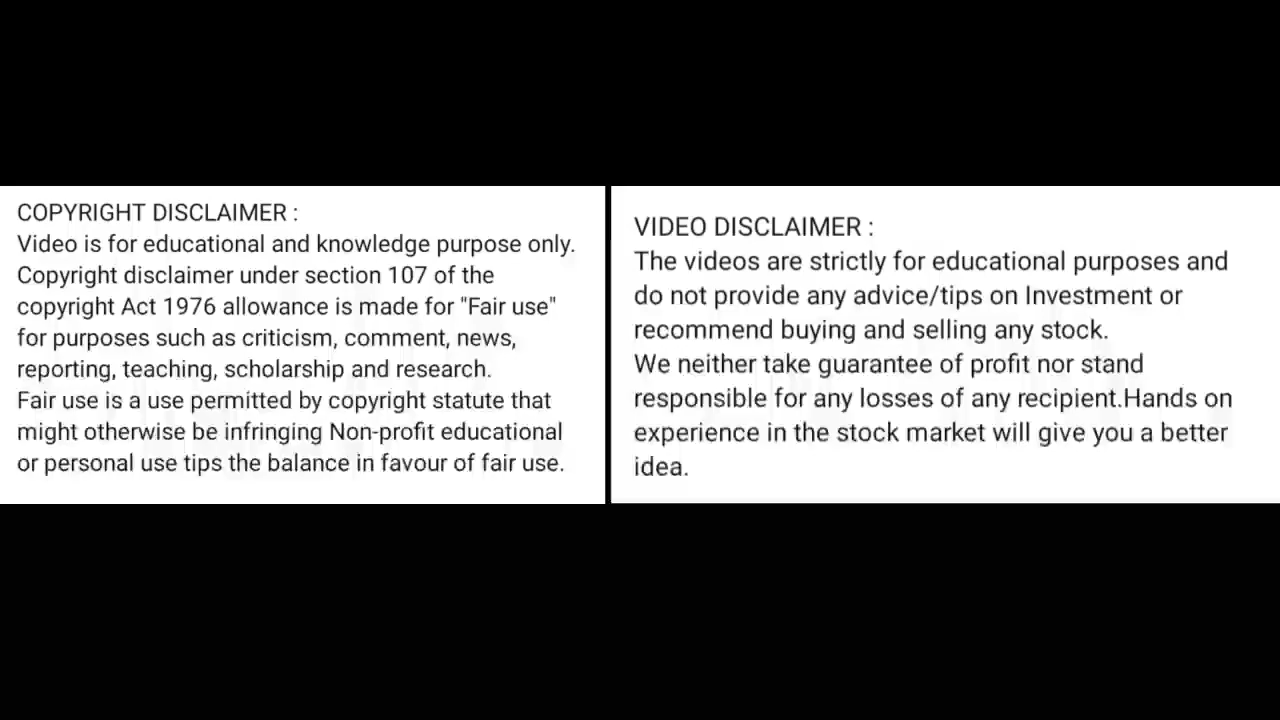 COPYRIGHT DISCLAIMER :
Video is for educational and knowledge purpose only.
Copyright disclaimer under section 107 of the
copyright Act 1976 allowance is made for "Fair use"
for purposes such as criticism, comment, news,
reporting, teaching, scholarship and research.
Fair use is a use permitted by copyright statute that
might otherwise be infringing Non-profit educational
or personal use tips the balance in favour of fair use.
VIDEO DISCLAIMER :
The videos are strictly for educational purposes and
do not provide any advice/tips on Investment or
recommend buying and selling any stock.
We neither take guarantee of profit nor stand
responsible for any losses of any recipient.Hands on
experience in the stock market will give you a better
idea.